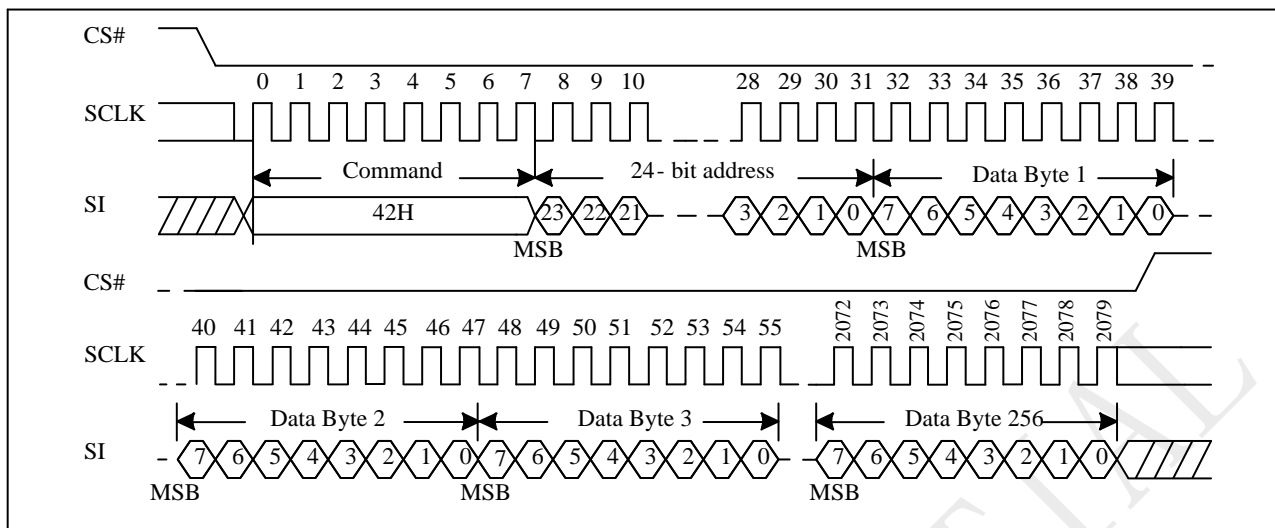 CS#
0 1 2 3 4 5 6 7 8 9 10 28 29 30 31 32 33 34 35 36 37 38 39
SCLK
Command 24- bit address Data Byte 1
SI 42H 23 22 21 3 2 1 0 7 6 5 4 3 2 1 0
MSB MSB
CS#
40 41 42 43 44 45 46 47 48 49 50 51 52 53 54 55 2072 2073 2074 2075 2076 2077 2078 2079
SCLK
Data Byte 2 Data Byte 3 Data Byte 256
SI 7 6 5 4 3 2 1 0 7 6 5 4 3 2 1 0 7 6 5 4 3 2 1 0
MSB MSB MSB
TIAL